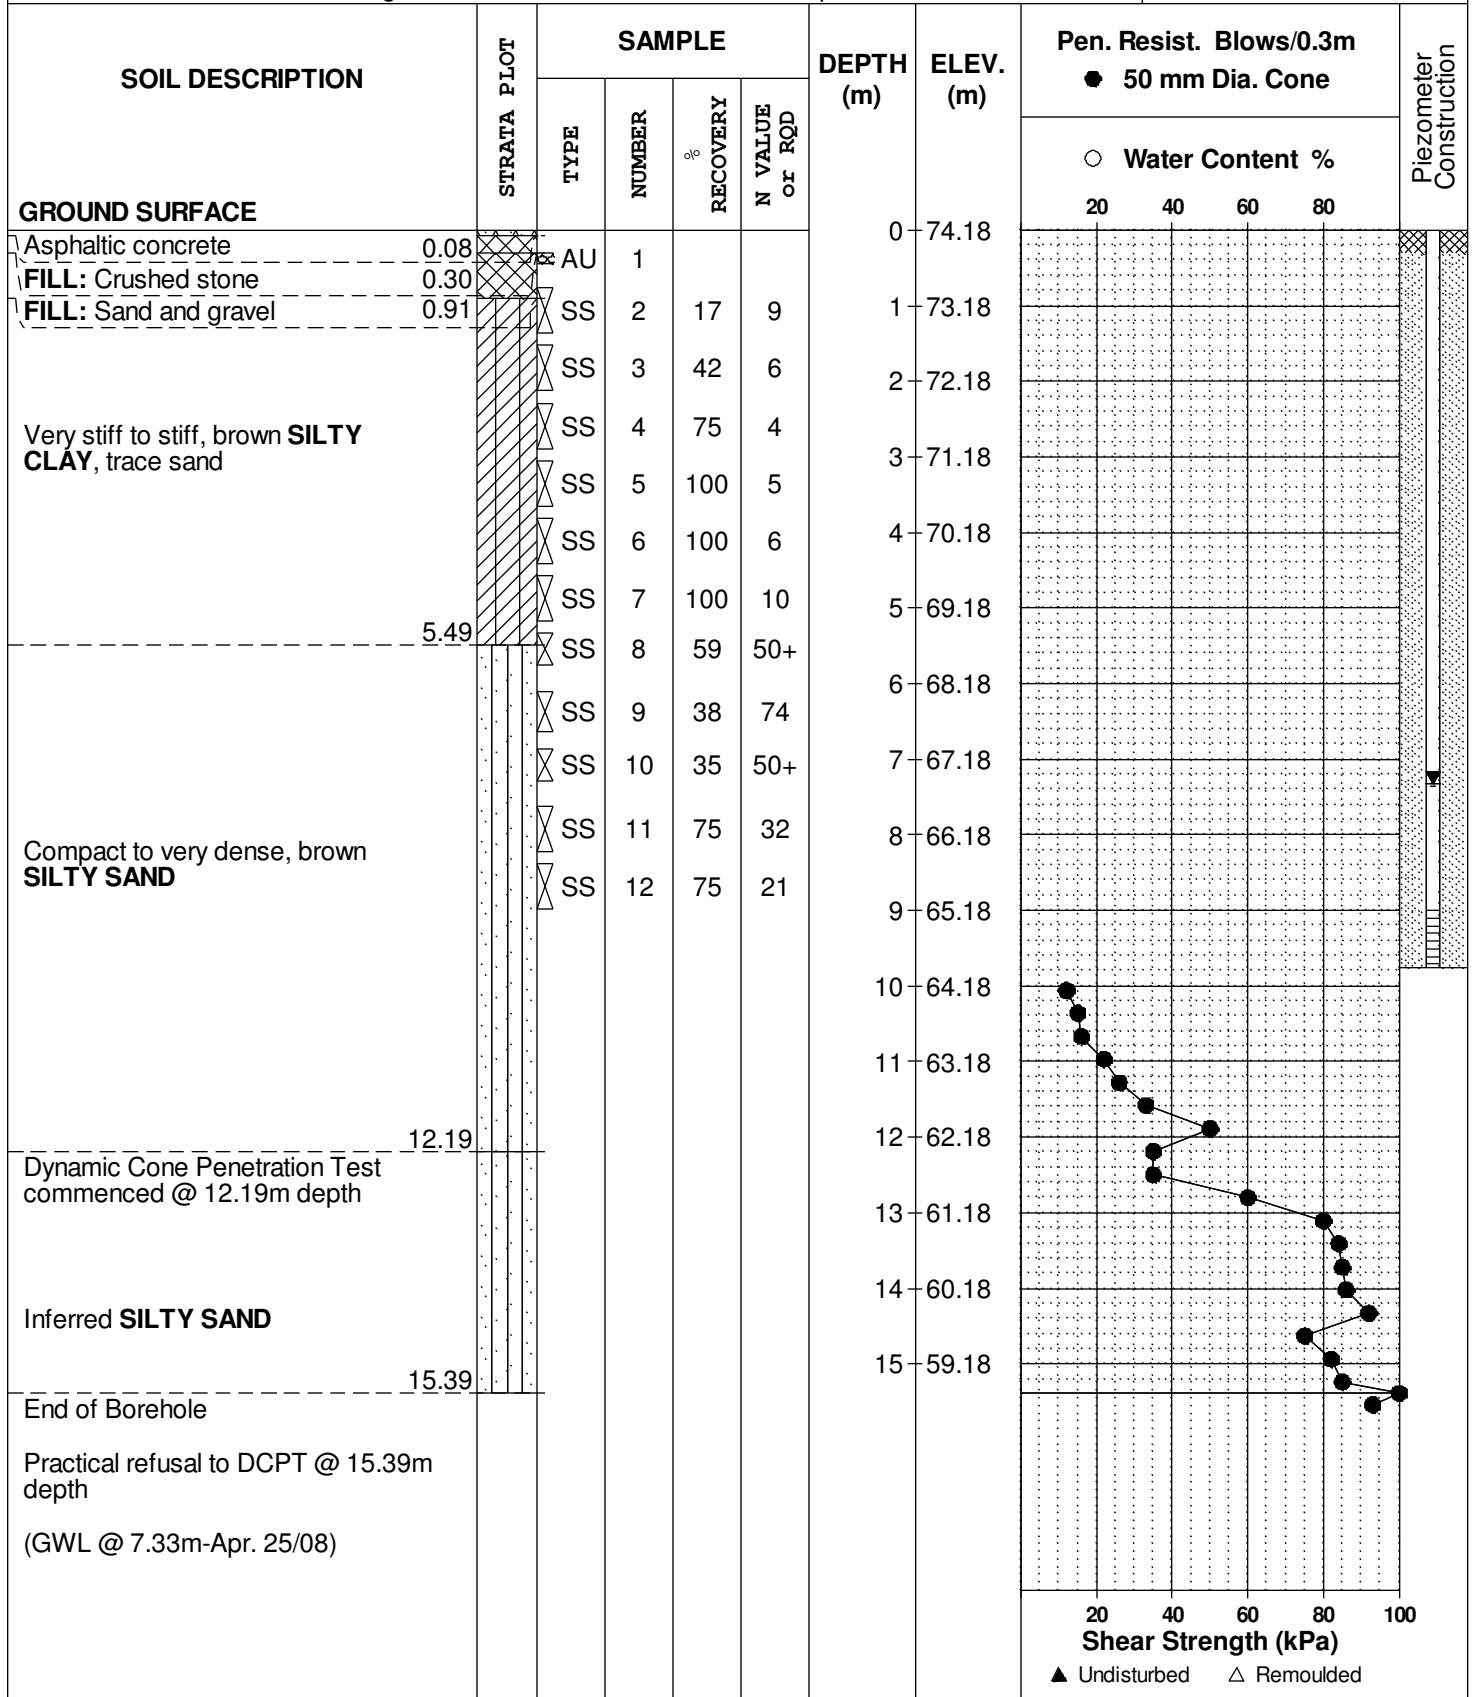 SOIL DESCRIPTION
GROUND SURFACE
STRATA PLOT
SAMPLE
TYPE
NUMBER
%
RECOVERY
N VALUE
or RQD
DEPTH
(m)
ELEV.
(m)
Pen. Resist. Blows/0.3m
● 50 mm Dia. Cone
○ Water Content %
20 40 60 80
Piezometer
Construction
0 74.18
Asphaltic concrete 0.08
AU 1
FILL: Crushed stone 0.30
FILL: Sand and gravel 0.91
SS 2 17 9
1 73.18
SS 3 42 6
2 72.18
Very stiff to stiff, brown SILTY
CLAY, trace sand
SS 4 75 4
3 71.18
SS 5 100 5
4 70.18
SS 6 100 6
SS 7 100 10
5 69.18
5.49
SS 8 59 50+
6 68.18
SS 9 38 74
7 67.18
SS 10 35 50+
SS 11 75 32
8 66.18
Compact to very dense, brown
SILTY SAND
SS 12 75 21
9 65.18
10 64.18
11 63.18
12 62.18
12.19
Dynamic Cone Penetration Test
commenced @ 12.19m depth
13 61.18
14 60.18
Inferred SILTY SAND
15 59.18
15.39
End of Borehole
Practical refusal to DCPT @ 15.39m
depth
(GWL @ 7.33m-Apr. 25/08)
20 40 60 80 100
Shear Strength (kPa)
▲ Undisturbed △ Remoulded